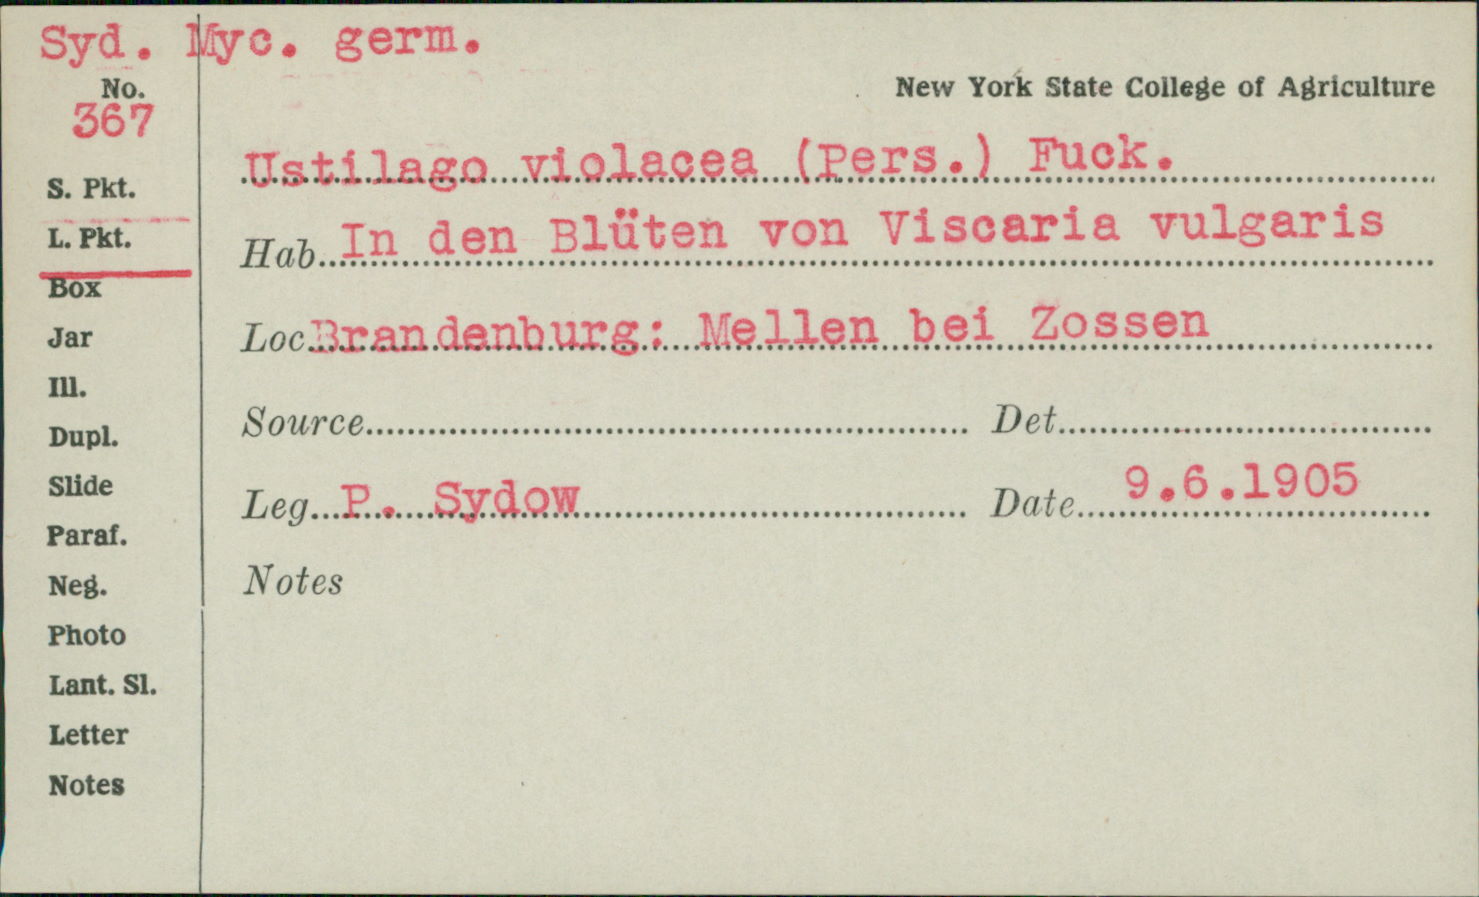 Syd. Myc. germ.
No.
367
New York State College of Agriculture
Ustilago violacea (Pers.) Fuck.
S. Pkt.
L. Pkt.
Hab. In den Blüten von Viscaria vulgaris
Box
Jar
Loc Brandenburg: Mellen bei Zossen
Ill.
Dupl.
Source Det.
Slide
Leg. P. Sydow Date 9.6.1905
Paraf.
Neg.
Notes
Photo
Lant. Sl.
Letter
Notes